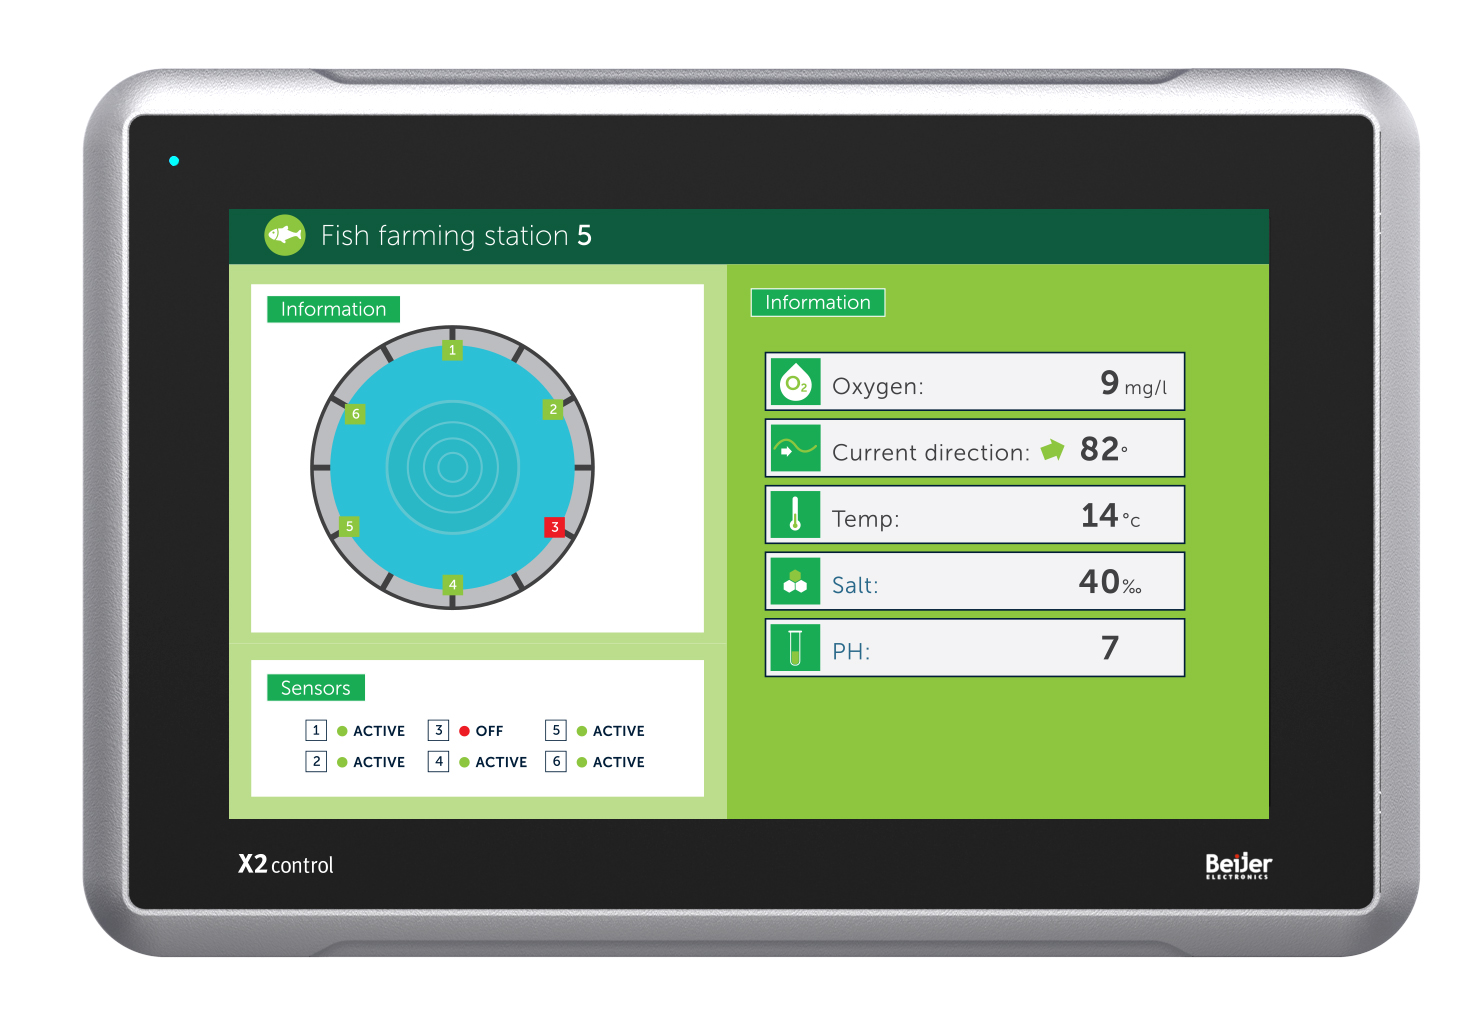 Fish farming station 5
Information
1
2
3
4
5
6
Sensors
1 ACTIVE 3 OFF 5 ACTIVE
2 ACTIVE 4 ACTIVE 6 ACTIVE
Information
O2 Oxygen: 9 mg/l
Current direction: 82°
Temp: 14 °c
Salt: 40 ‰
PH: 7
X2 control
Beijer
ELECTRONICS